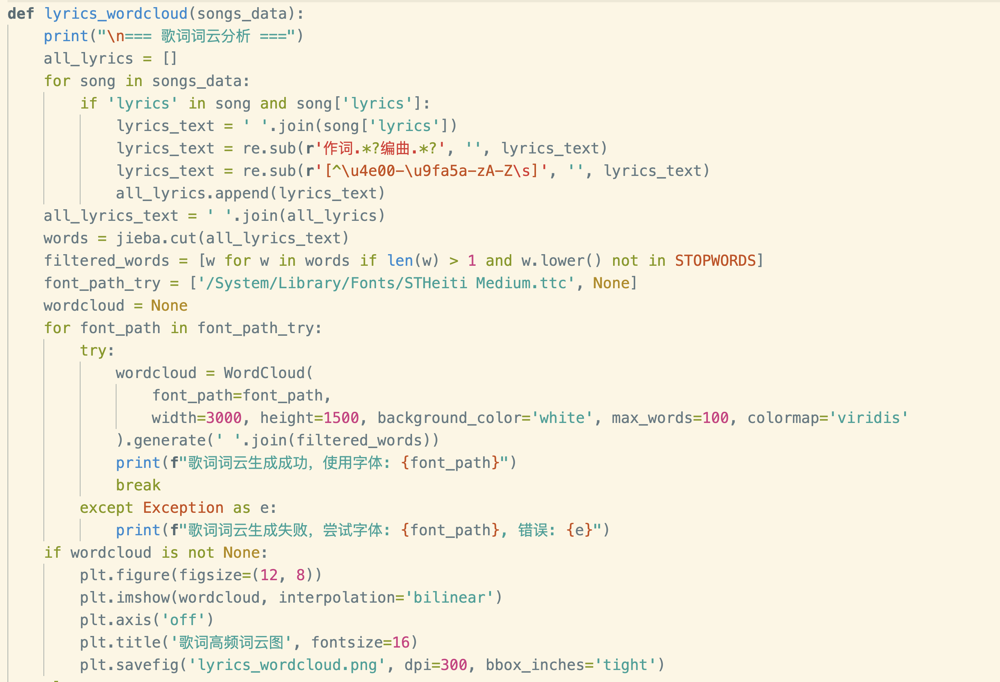 def lyrics_wordcloud(songs_data):
    print("\n=== 歌词词云分析 ===")
    all_lyrics = []
    for song in songs_data:
        if 'lyrics' in song and song['lyrics']:
            lyrics_text = ' '.join(song['lyrics'])
            lyrics_text = re.sub(r'作词.*?编曲.*?', '', lyrics_text)
            lyrics_text = re.sub(r'[^\u4e00-\u9fa5a-zA-Z\s]', '', lyrics_text)
            all_lyrics.append(lyrics_text)
    all_lyrics_text = ' '.join(all_lyrics)
    words = jieba.cut(all_lyrics_text)
    filtered_words = [w for w in words if len(w) > 1 and w.lower() not in STOPWORDS]
    font_path_try = ['/System/Library/Fonts/STHeiti Medium.ttc', None]
    wordcloud = None
    for font_path in font_path_try:
        try:
            wordcloud = WordCloud(
                font_path=font_path,
                width=3000, height=1500, background_color='white', max_words=100, colormap='viridis'
            ).generate(' '.join(filtered_words))
            print(f"歌词词云生成成功，使用字体: {font_path}")
            break
        except Exception as e:
            print(f"歌词词云生成失败，尝试字体: {font_path}, 错误: {e}")
    if wordcloud is not None:
        plt.figure(figsize=(12, 8))
        plt.imshow(wordcloud, interpolation='bilinear')
        plt.axis('off')
        plt.title('歌词高频词云图', fontsize=16)
        plt.savefig('lyrics_wordcloud.png', dpi=300, bbox_inches='tight')